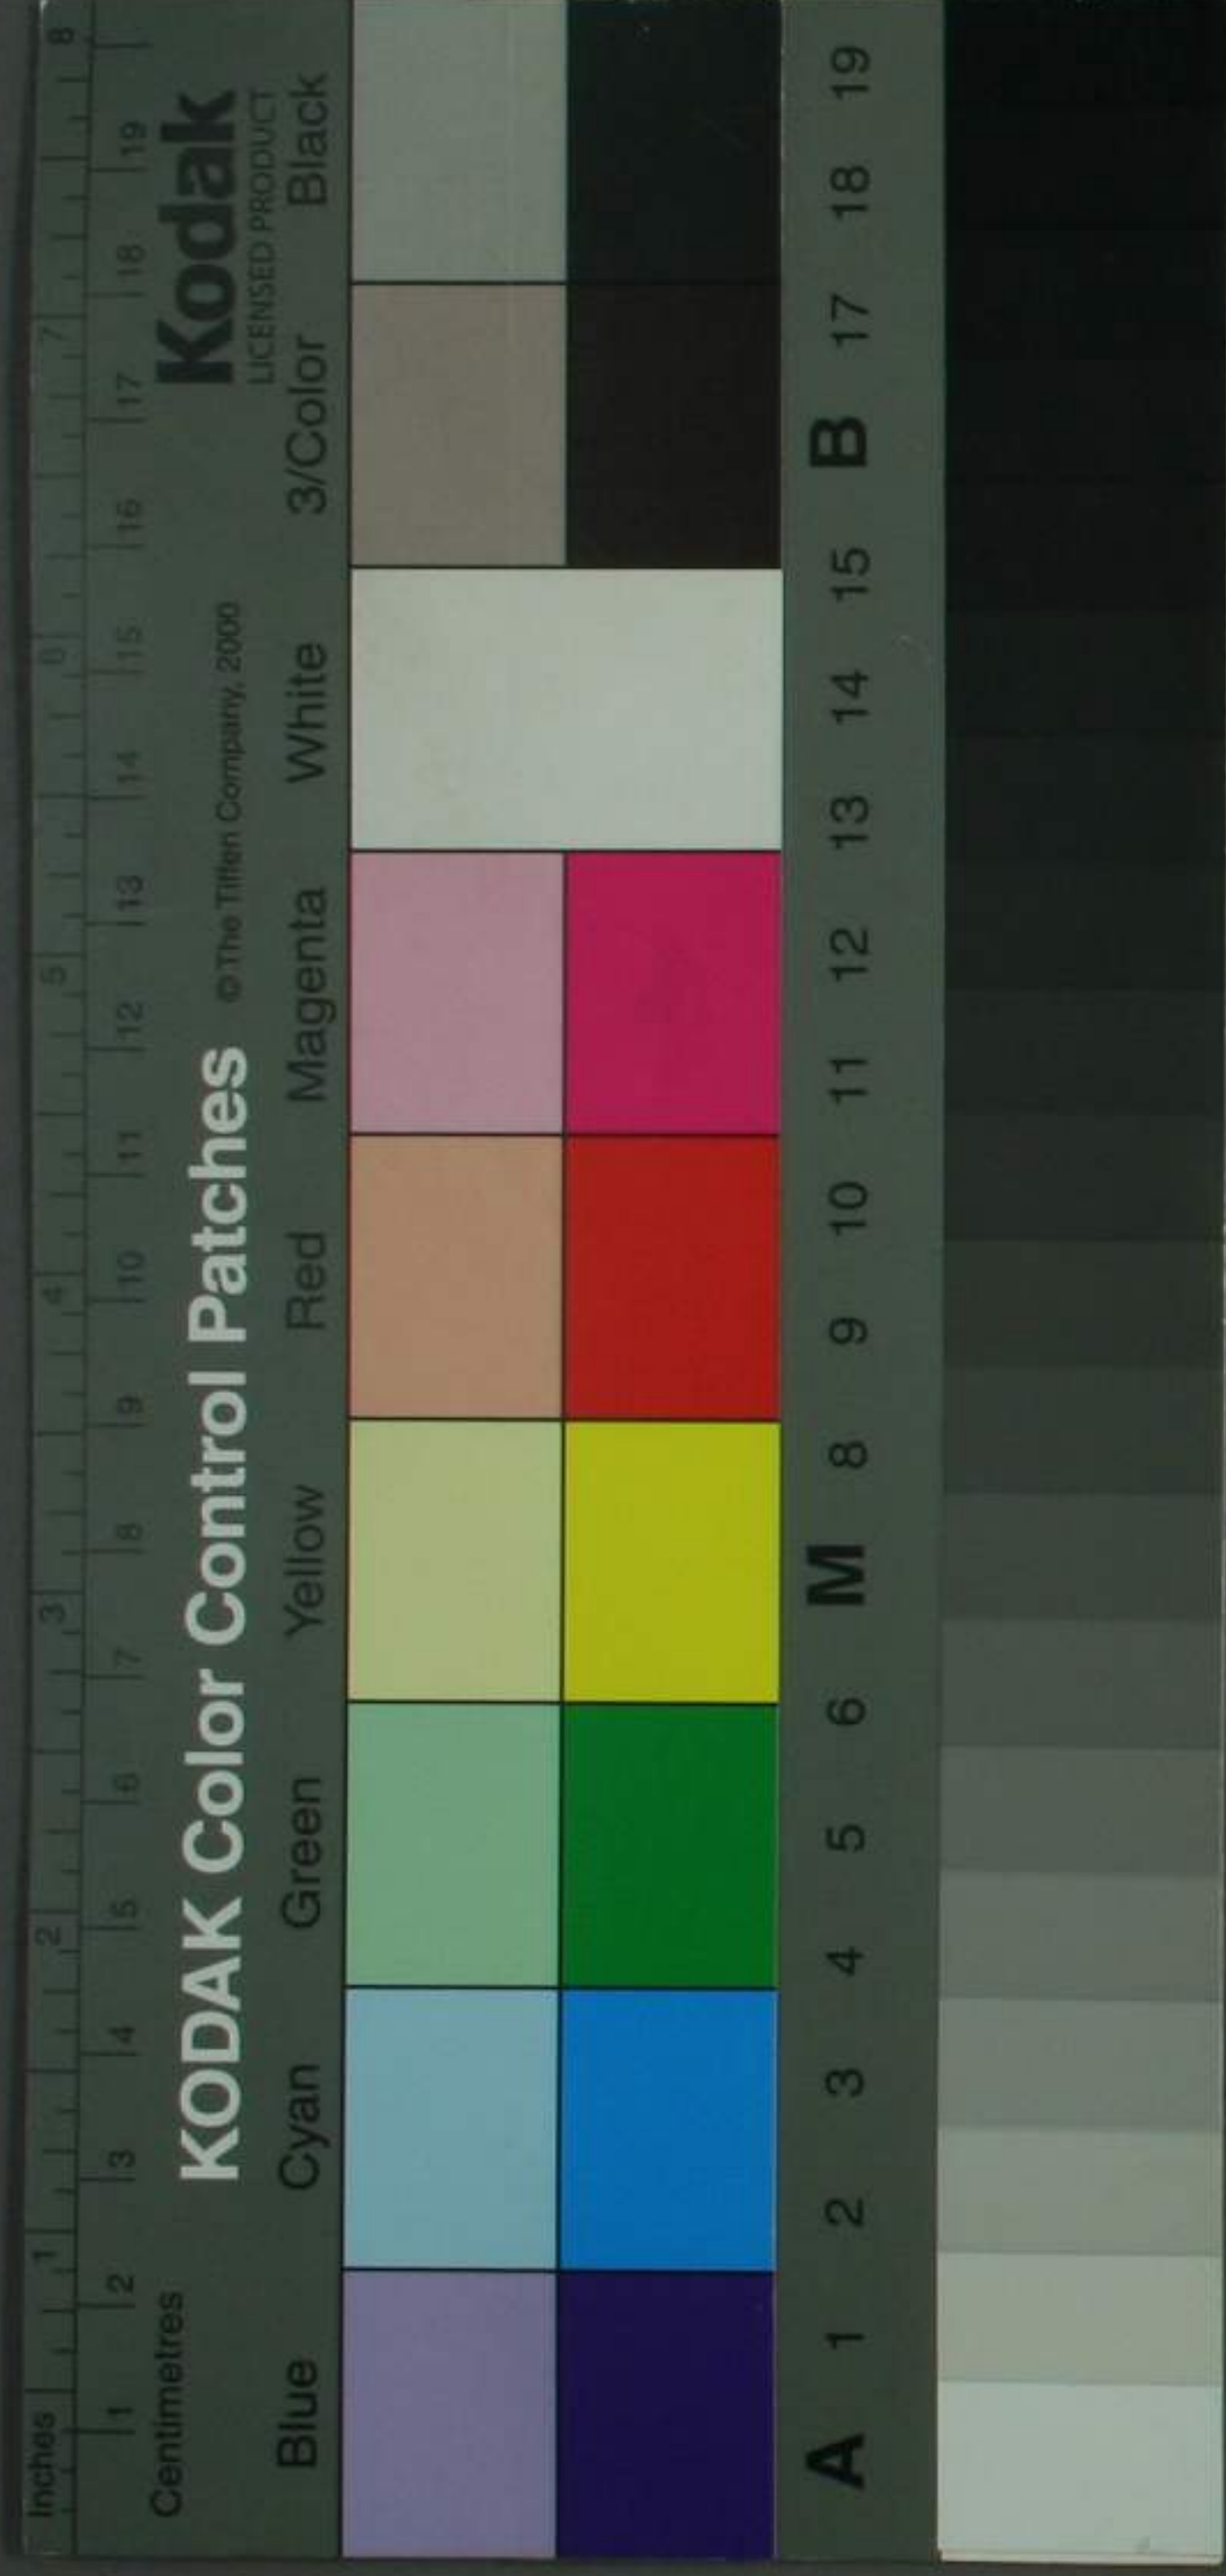 Inches 1 2 3 4 5 6 7 8
Centimetres 1 2 3 4 5 6 7 8 9 10 11 12 13 14 15 16 17 18 19
KODAK Color Control Patches © The Tiffen Company, 2000 Kodak
LICENSED PRODUCT
Blue Cyan Green Yellow Red Magenta White 3/Color Black
A 1 2 3 4 5 6 M 8 9 10 11 12 13 14 15 B 17 18 19